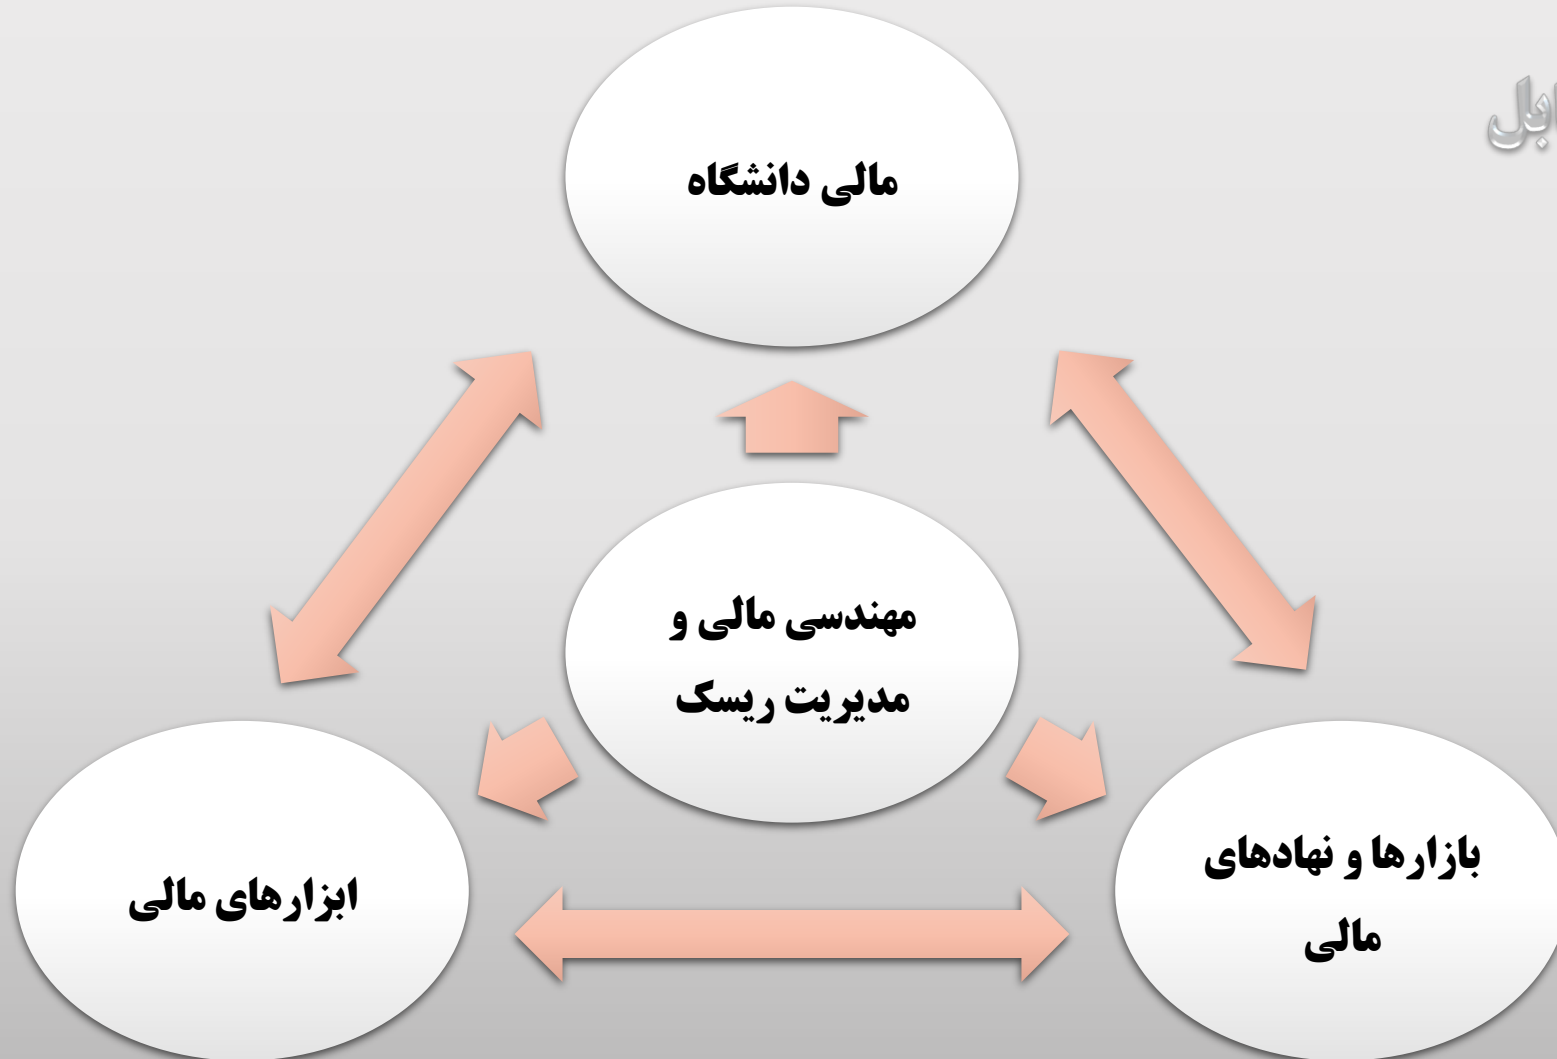 مالی دانشگاه
مهندسی مالی و
مدیریت ریسک
ابزارهای مالی
بازارها و نهادهای
مالی